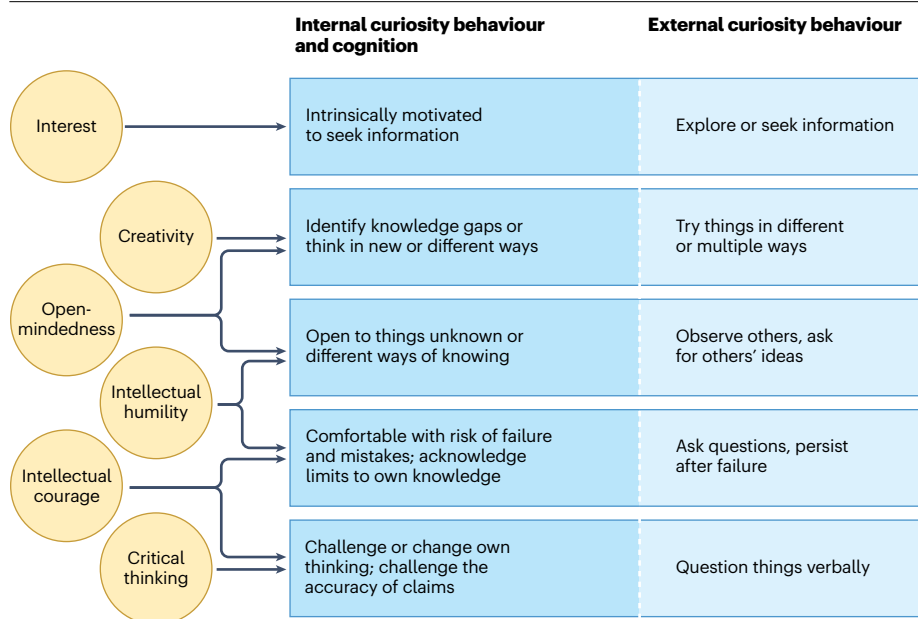 Internal curiosity behaviour
and cognition
External curiosity behaviour
Interest
Intrinsically motivated
to seek information
Explore or seek information
Creativity
Identify knowledge gaps or
think in new or different ways
Try things in different
or multiple ways
Open-
mindedness
Open to things unknown or
different ways of knowing
Observe others, ask
for others’ ideas
Intellectual
humility
Comfortable with risk of failure
and mistakes; acknowledge
limits to own knowledge
Ask questions, persist
after failure
Intellectual
courage
Critical
thinking
Challenge or change own
thinking; challenge the
accuracy of claims
Question things verbally